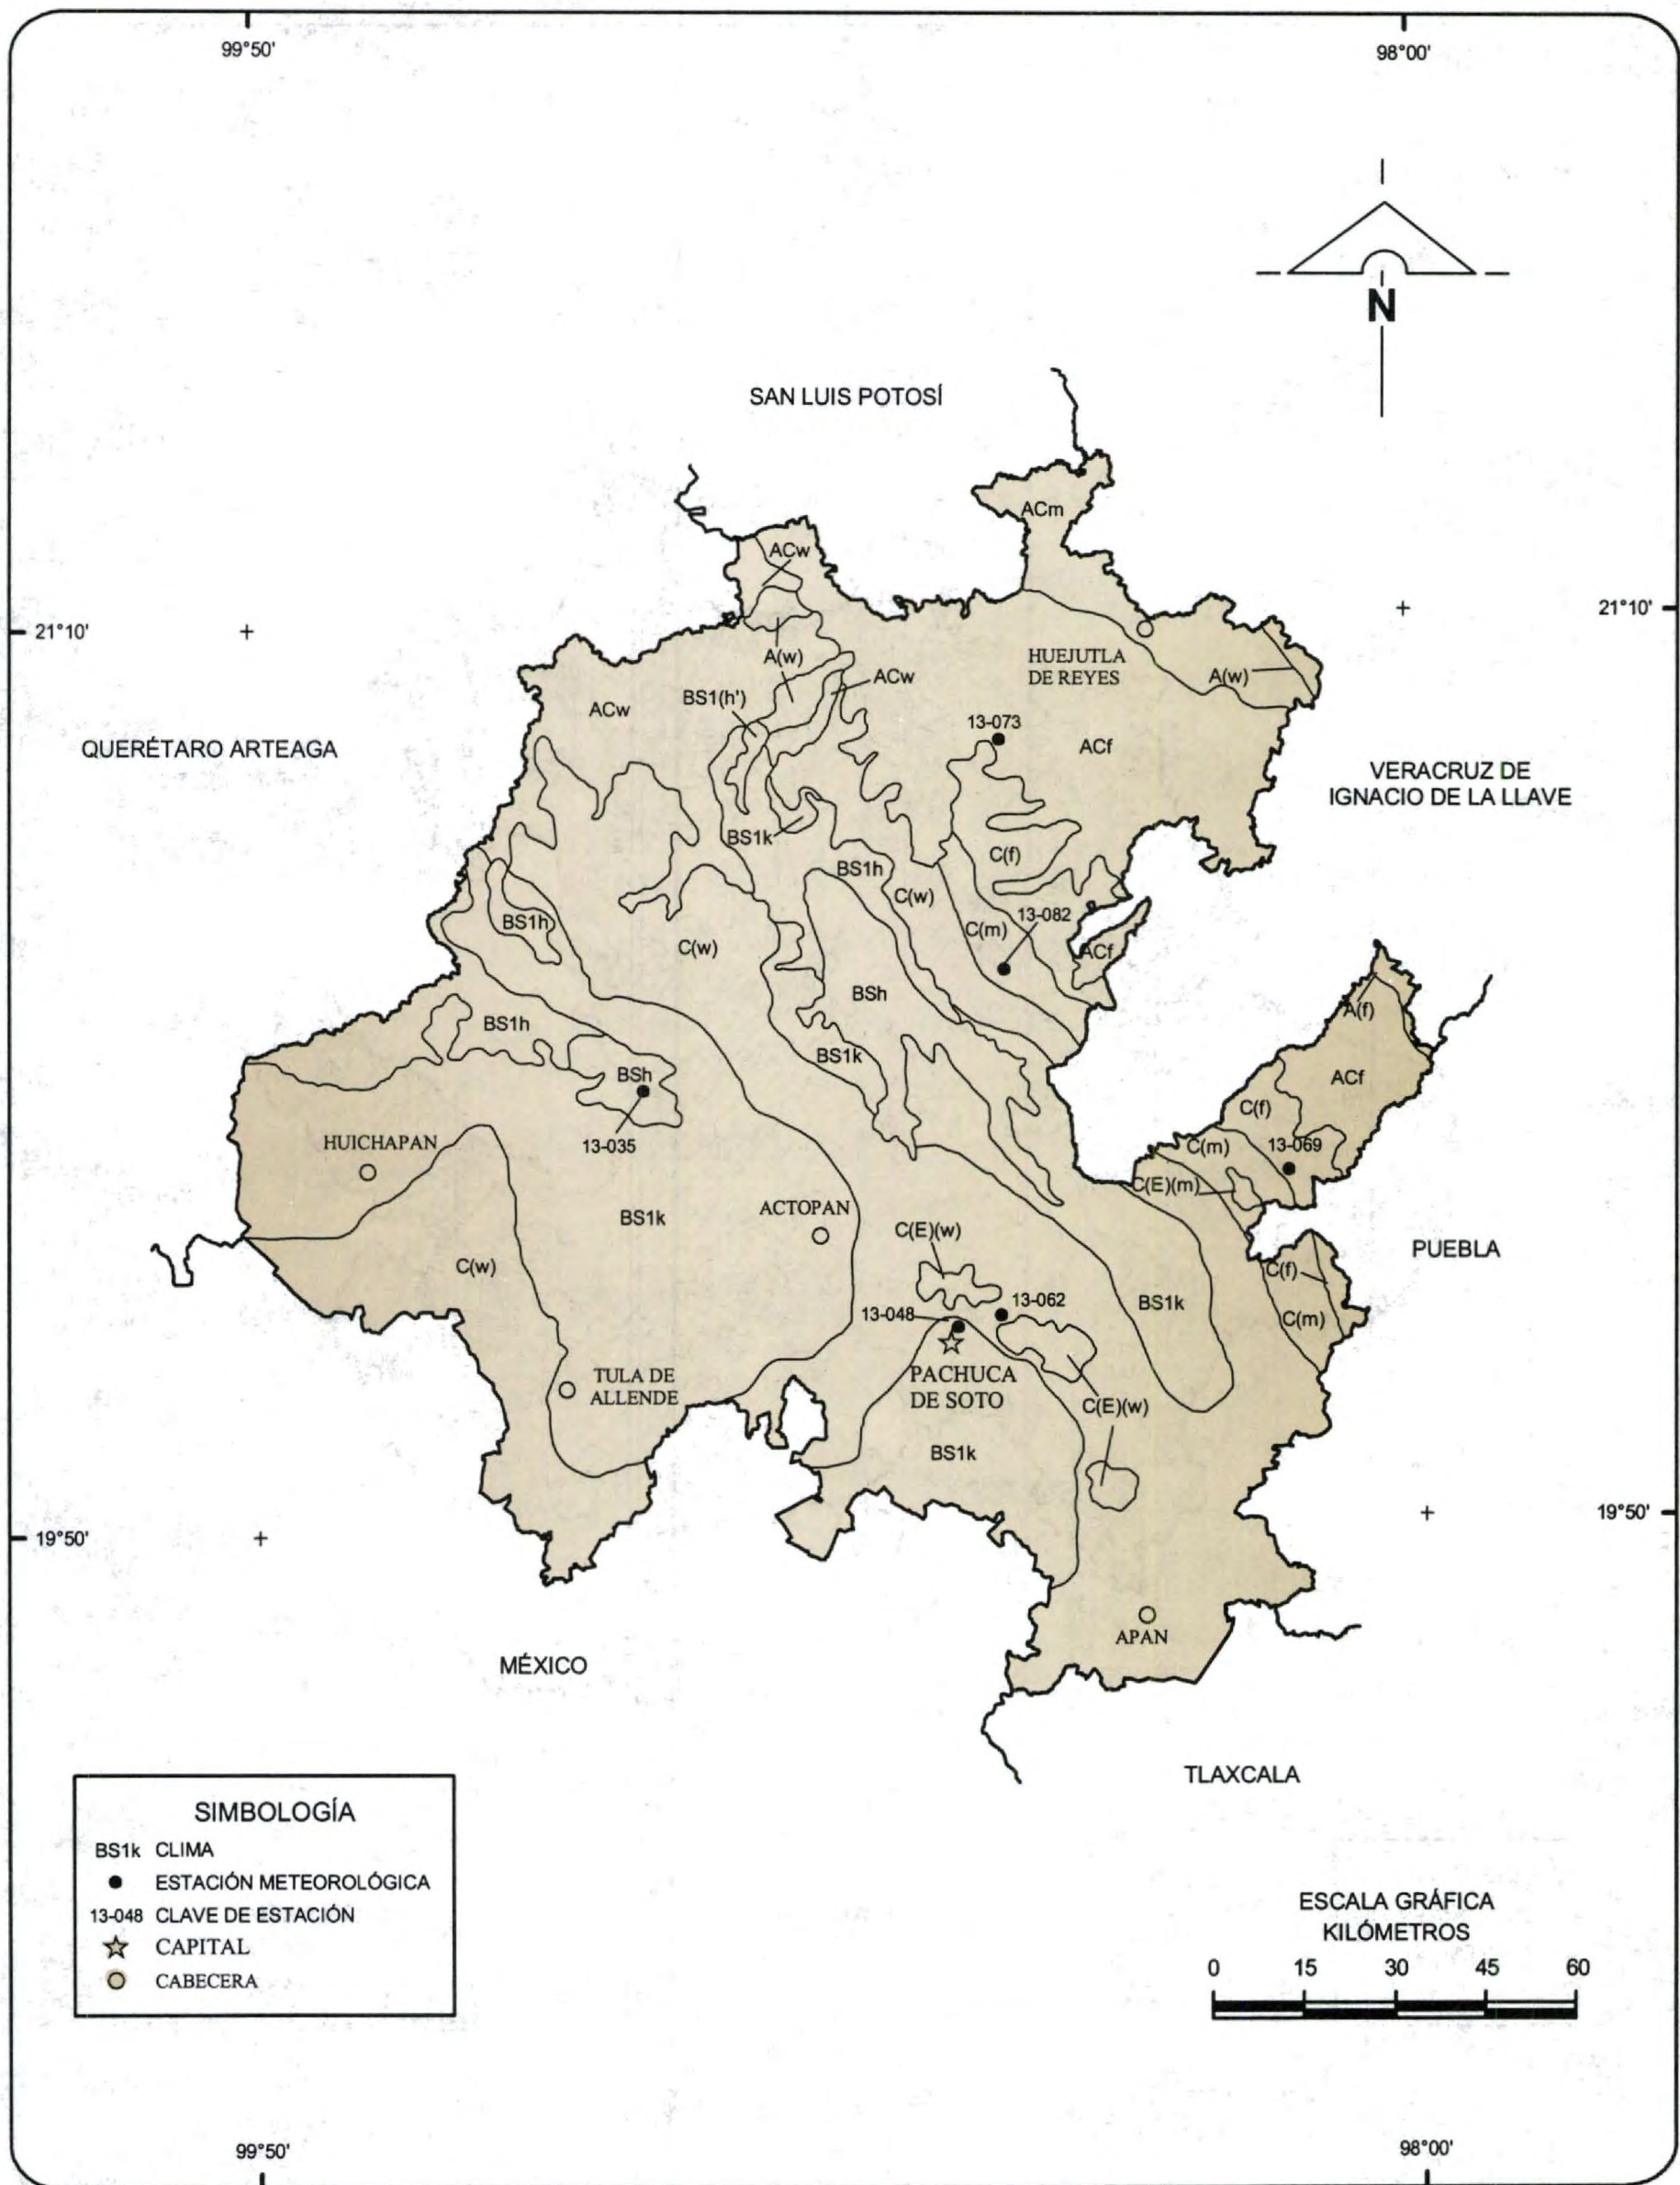 99°50'
98°00'
N
SAN LUIS POTOSÍ
ACm
ACw
21°10'
21°10'
A(w)
HUEJUTLA
DE REYES
ACw
A(w)
BS1(h')
ACw
13-073
ACf
QUERÉTARO ARTEAGA
VERACRUZ DE
IGNACIO DE LA LLAVE
BS1k
C(f)
BS1h
C(w)
BS1h
13-082
C(m)
C(w)
ACf
BSh
A(f)
BS1h
BS1k
BSh
ACf
C(f)
HUICHAPAN
13-035
C(m)
13-069
C(E)(m)
ACTOPAN
BS1k
C(E)(w)
PUEBLA
C(w)
C(f)
13-048
13-062
BS1k
C(m)
TULA DE
ALLENDE
PACHUCA
DE SOTO
C(E)(w)
BS1k
19°50'
19°50'
APAN
MÉXICO
TLAXCALA
SIMBOLOGÍA
BS1k CLIMA
ESTACIÓN METEOROLÓGICA
13-048 CLAVE DE ESTACIÓN
CAPITAL
CABECERA
ESCALA GRÁFICA
KILÓMETROS
0 15 30 45 60
99°50'
98°00'